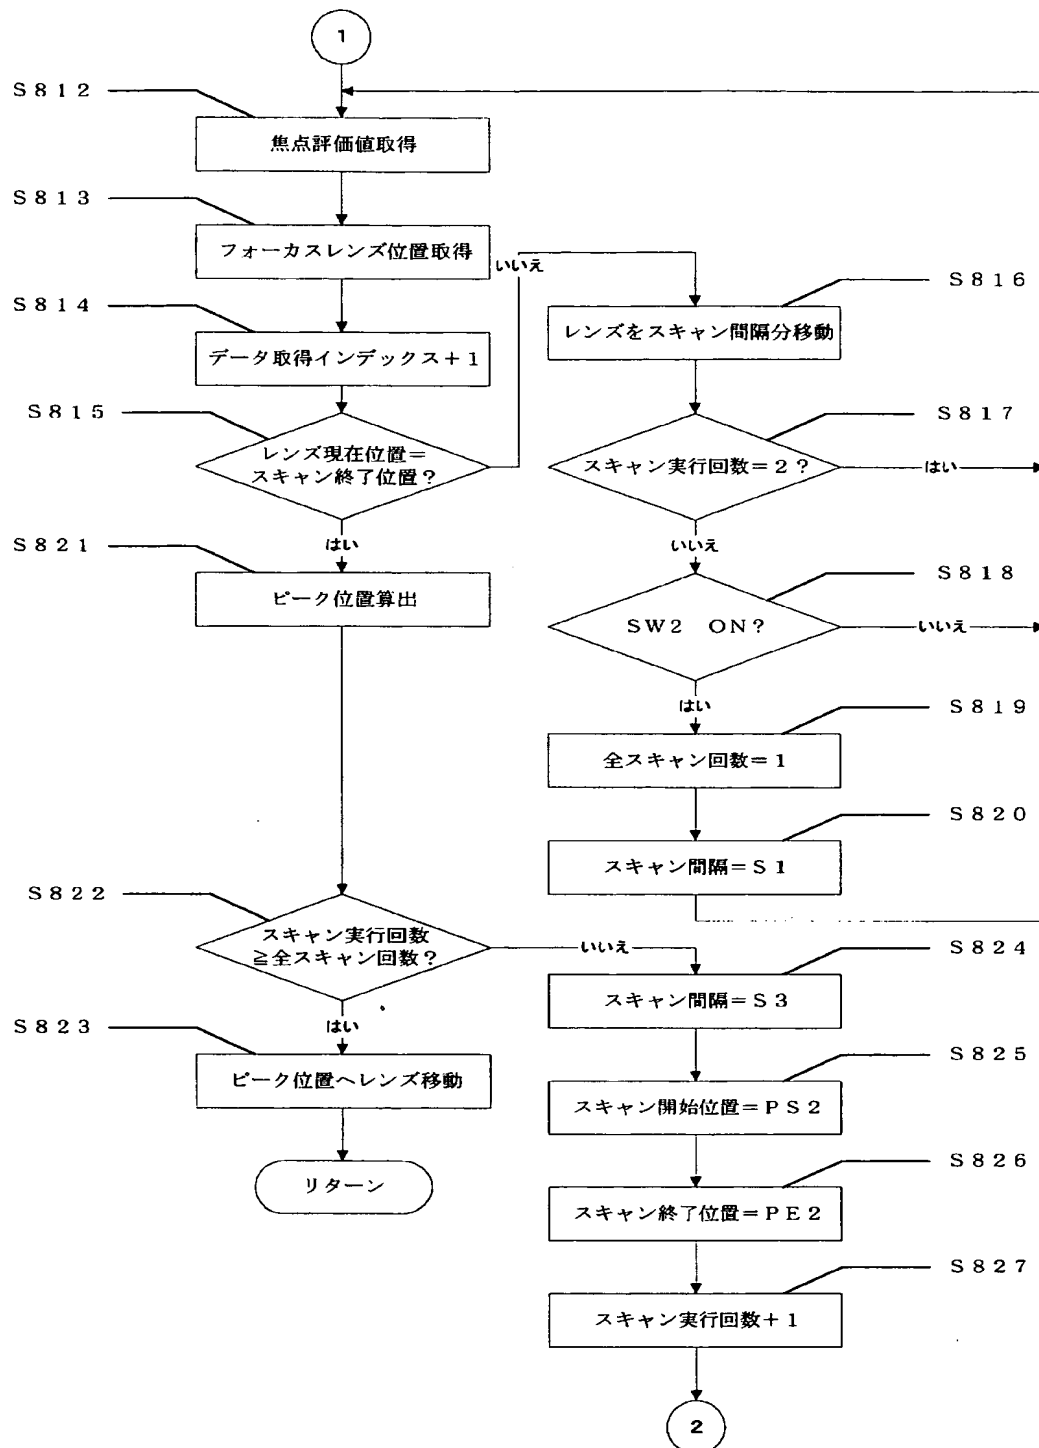 1
S812
焦点評価値取得
S813
フォーカスレンズ位置取得
いいえ
S814
データ取得インデックス+1
S815
レンズ現在位置=
スキャン終了位置?
はい
S816
レンズをスキャン間隔分移動
S817
スキャン実行回数=2?
はい
いいえ
S818
SW2 ON?
いいえ
はい
S819
全スキャン回数=1
S820
スキャン間隔=S1
S821
ピーク位置算出
S822
スキャン実行回数
≧全スキャン回数?
いいえ
はい
S823
ピーク位置へレンズ移動
リターン
S824
スキャン間隔=S3
S825
スキャン開始位置=PS2
S826
スキャン終了位置=PE2
S827
スキャン実行回数+1
2